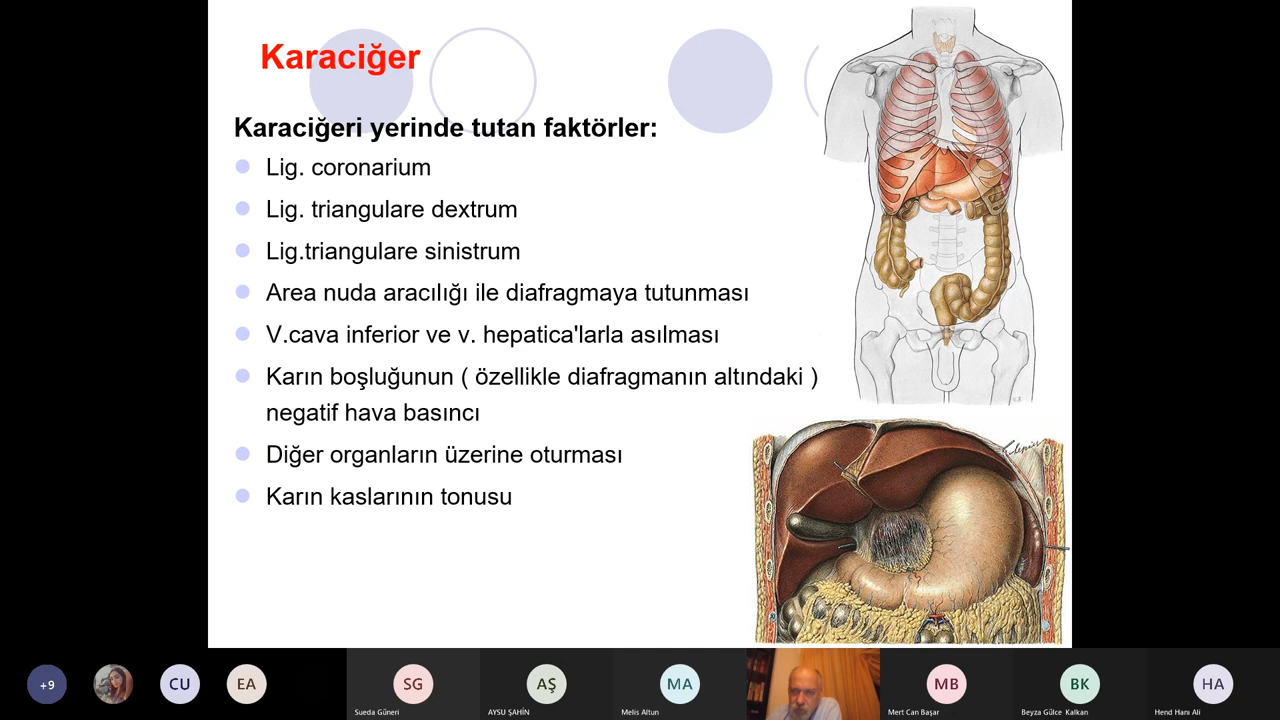 Karaciğer
Karaciğeri yerinde tutan faktörler:
Lig. coronarium
Lig. triangulare dextrum
Lig.triangulare sinistrum
Area nuda aracılığı ile diafragmaya tutunması
V.cava inferior ve v. hepatica'larla asılması
Karın boşluğunun ( özellikle diafragmanın altındaki )
negatif hava basıncı
Diğer organların üzerine oturması
Karın kaslarının tonusu
+9
CU
EA
SG
AŞ
MA
MB
BK
HA
Sueda Güneri
AYSU ŞAHİN
Melis Altun
Mert Can Başar
Beyza Gülce Kalkan
Hend Hani Ali